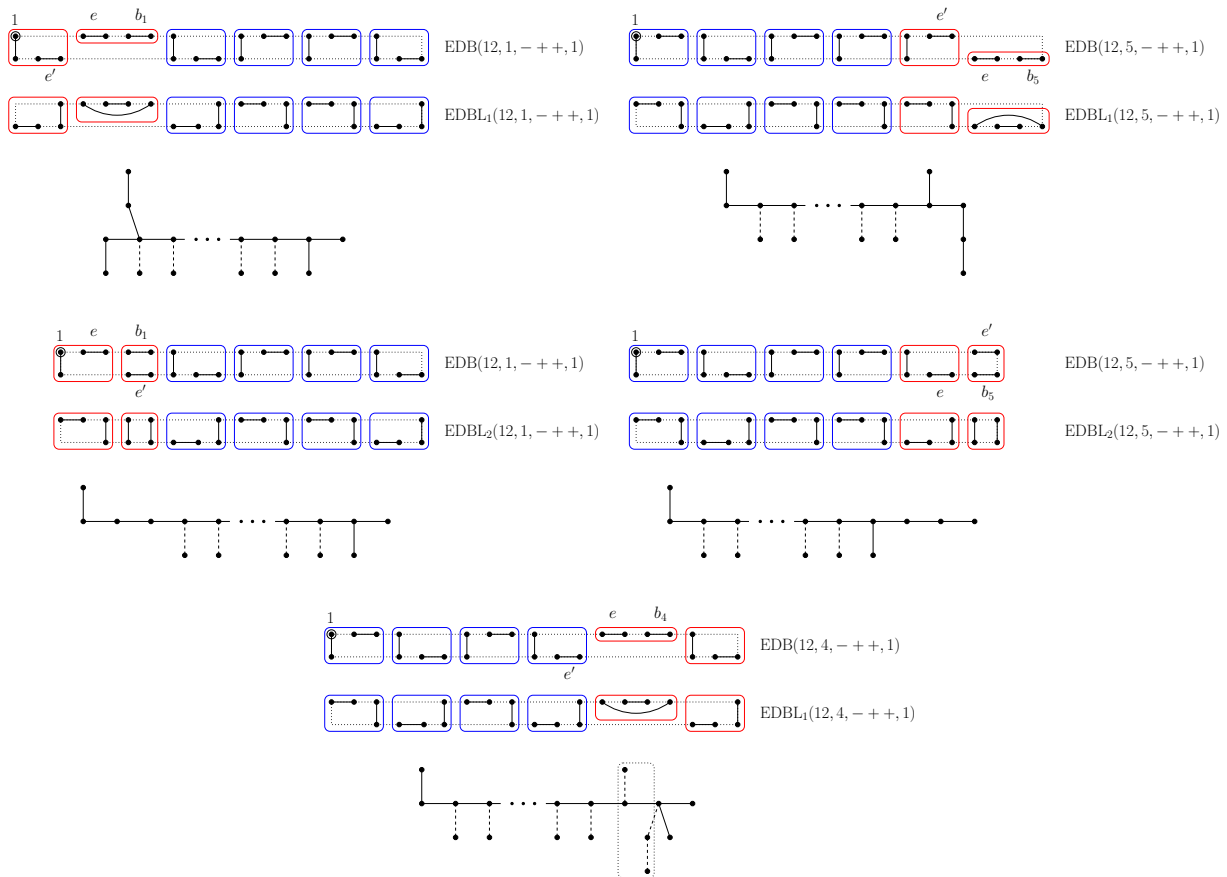 1 e b₁
EDB(12, 1, − + +, 1)
e′
EDBL₁(12, 1, − + +, 1)
1 e′
EDB(12, 5, − + +, 1)
e b₅
EDBL₁(12, 5, − + +, 1)
1 e b₁
EDB(12, 1, − + +, 1)
e′
EDBL₂(12, 1, − + +, 1)
1 e′
EDB(12, 5, − + +, 1)
e b₅
EDBL₂(12, 5, − + +, 1)
1 e b₄
EDB(12, 4, − + +, 1)
e′
EDBL₁(12, 4, − + +, 1)